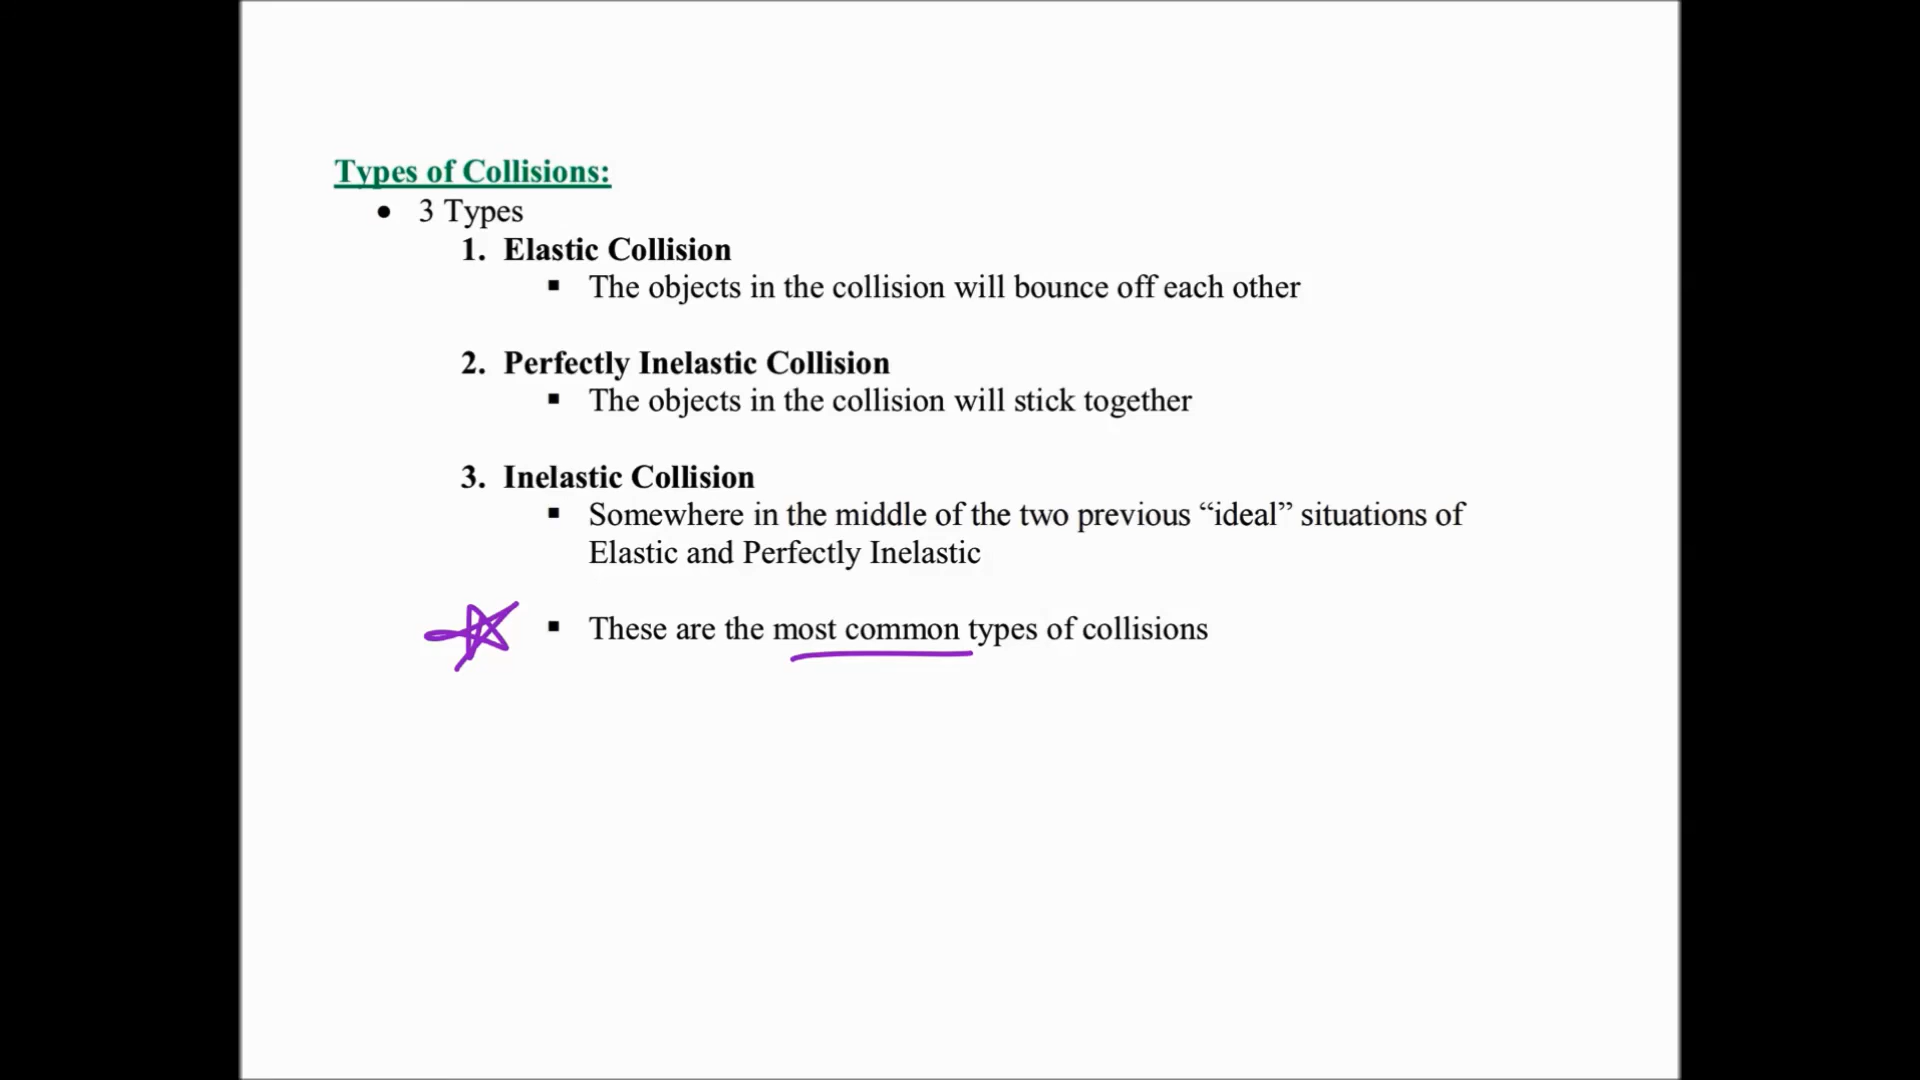 Types of Collisions:
• 3 Types
1. Elastic Collision
▪ The objects in the collision will bounce off each other
2. Perfectly Inelastic Collision
▪ The objects in the collision will stick together
3. Inelastic Collision
▪ Somewhere in the middle of the two previous “ideal” situations of
Elastic and Perfectly Inelastic
▪ These are the most common types of collisions